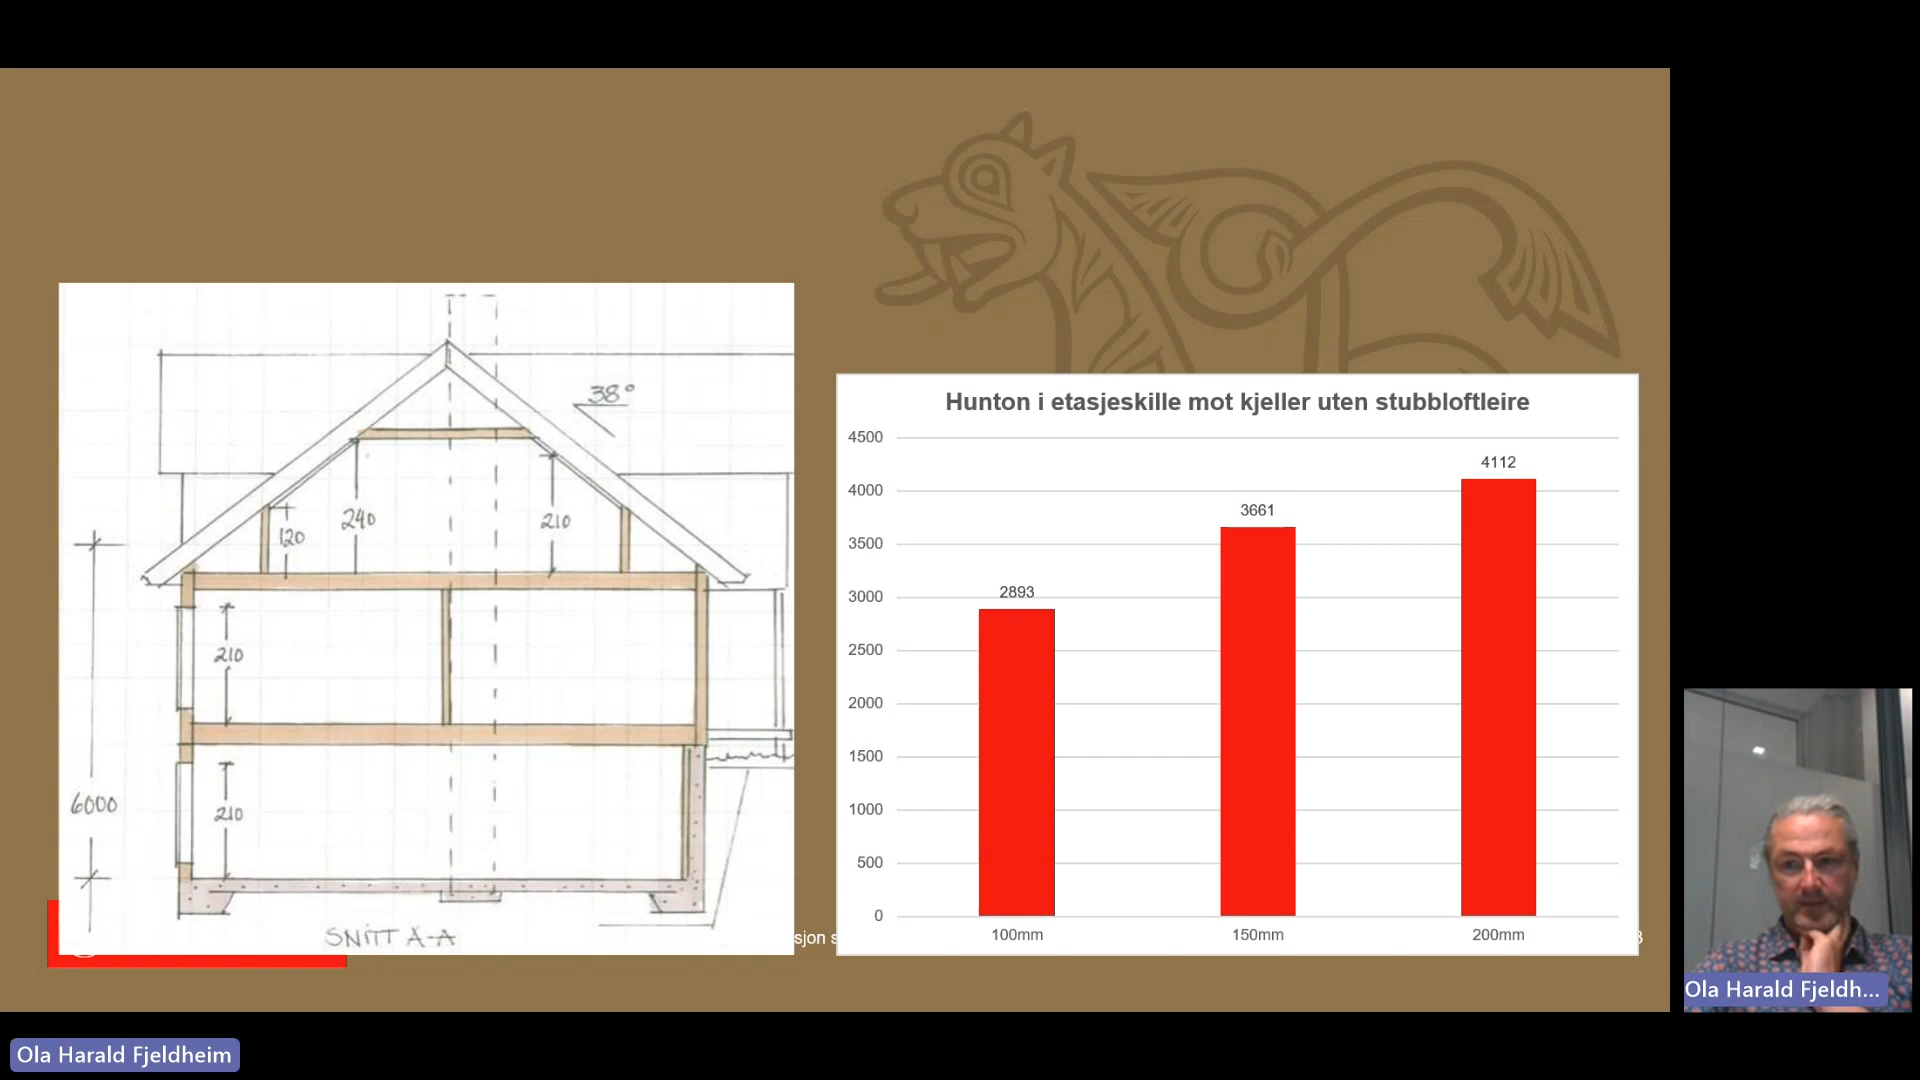 38°
120
240
210
210
6000
210
SNITT A-A
Hunton i etasjeskille mot kjeller uten stubbloftleire
4500
4000
3500
3000
2500
2000
1500
1000
500
0
2893
3661
4112
100mm
150mm
200mm
sjon s
Ola Harald Fjeldh...
Ola Harald Fjeldheim